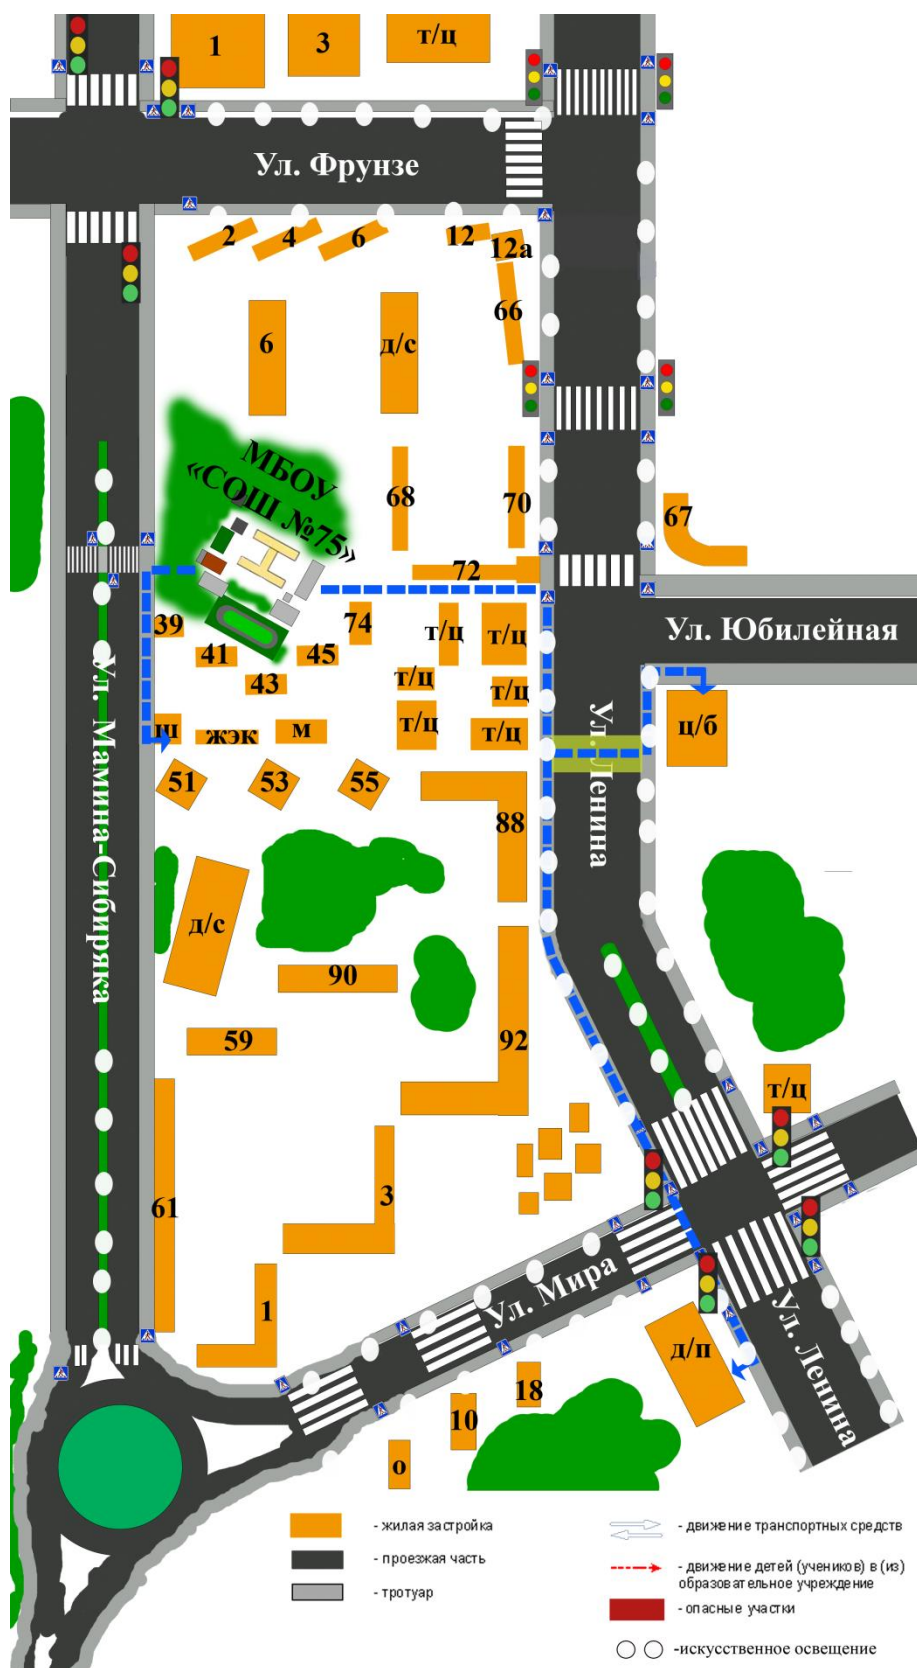 1
3
т/ц
Ул. Фрунзе
2
4
6
12
12а
66
6
д/с
МБОУ
«СОШ №75»
68
70
67
72
39
74
т/ц
т/ц
Ул. Юбилейная
41
45
43
т/ц
т/ц
ш
жэк
м
т/ц
т/ц
ц/б
Ул. Ленина
Ул. Мамина-Сибиряка
51
53
55
88
д/с
90
92
59
т/ц
61
3
1
Ул. Мира
Ул. Ленина
д/п
18
10
о
- жилая застройка
- проезжая часть
- тротуар
- движение транспортных средств
- движение детей (учеников) в (из)
образовательное учреждение
- опасные участки
-искусственное освещение